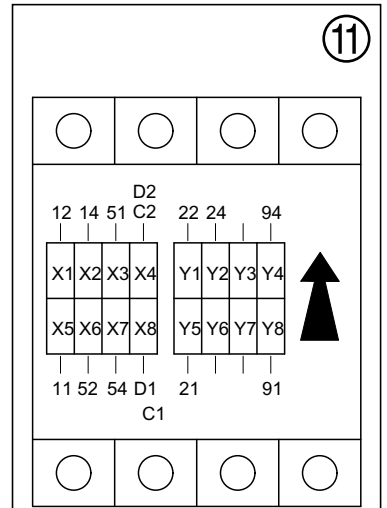 ⑪
D2
12 14 51 C2 22 24 94
X1 X2 X3 X4 Y1 Y2 Y3 Y4
X5 X6 X7 X8 Y5 Y6 Y7 Y8
11 52 54 D1 21 91
C1